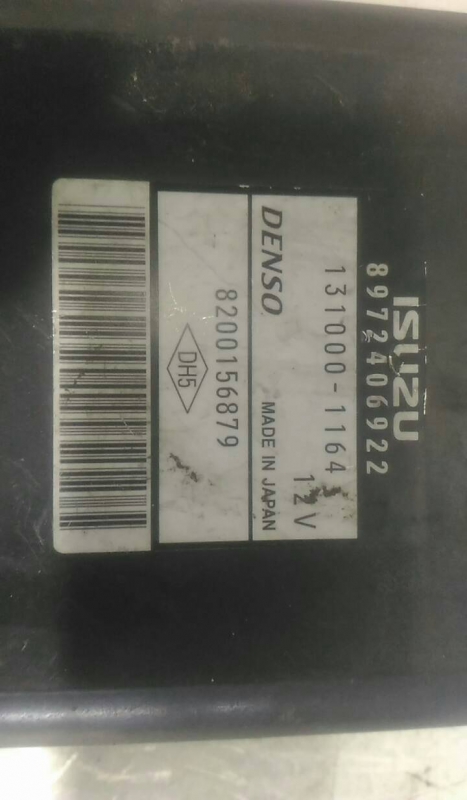 ISUZU
8972406922
131000-1164 12V
DENSO MADE IN JAPAN
8200156879
DH5